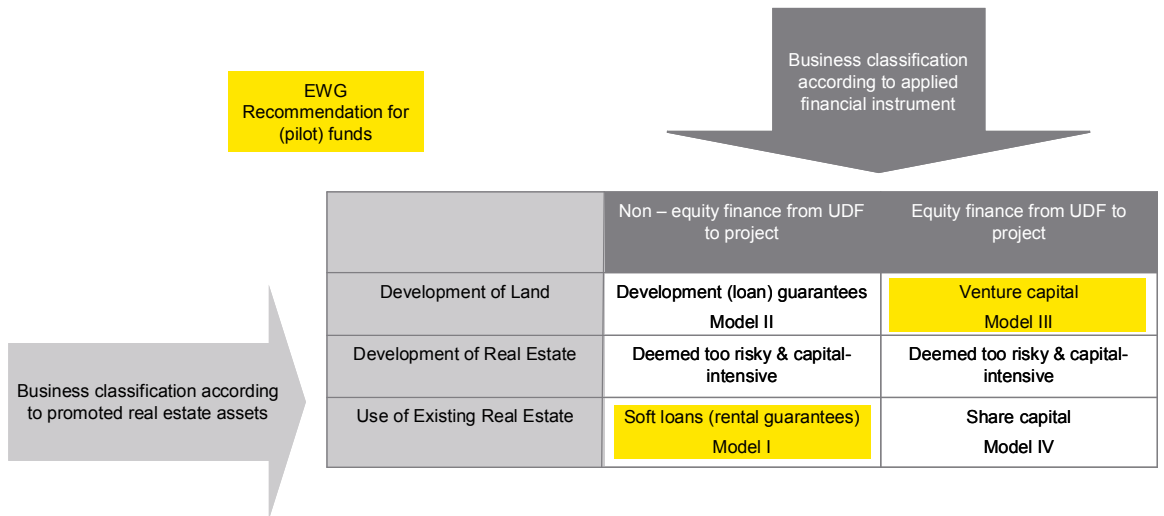 Business classification
according to applied
financial instrument
EWG
Recommendation for
(pilot) funds
Non – equity finance from UDF
to project
Equity finance from UDF to
project
Development of Land
Development (loan) guarantees
Model II
Venture capital
Model III
Development of Real Estate
Deemed too risky & capital-
intensive
Deemed too risky & capital-
intensive
Business classification according
to promoted real estate assets
Use of Existing Real Estate
Soft loans (rental guarantees)
Model I
Share capital
Model IV